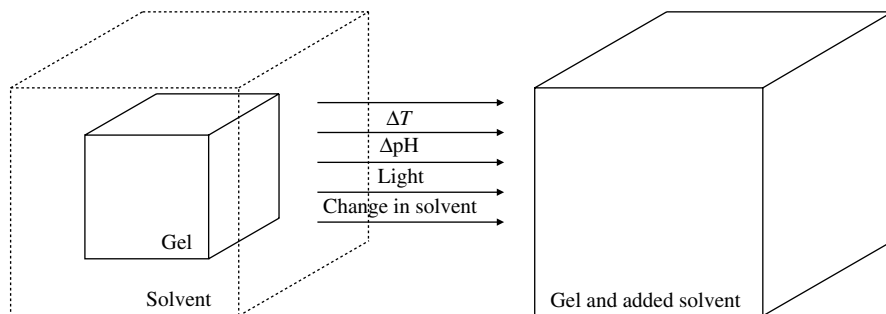 ΔT
ΔpH
Light
Change in solvent
Gel
Solvent
Gel and added solvent